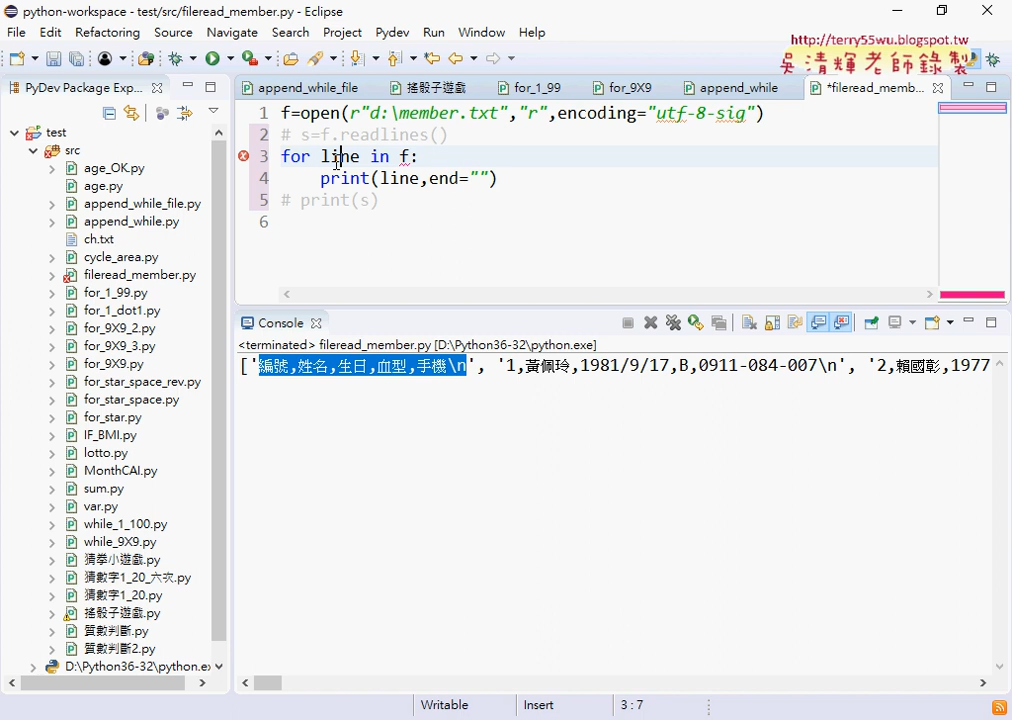 python-workspace - test/src/fileread_member.py - Eclipse
File Edit Refactoring Source Navigate Search Project Pydev Run Window Help
http://terry55wu.blogspot.tw
吳清輝老師錄製
PyDev Package Exp...
append_while_file
搖骰子遊戲
for_1_99
for_9X9
append_while
*fileread_memb...
test
src
age_OK.py
age.py
append_while_file.py
append_while.py
ch.txt
cycle_area.py
fileread_member.py
for_1_99.py
for_1_dot1.py
for_9X9_2.py
for_9X9_3.py
for_9X9.py
for_star_space_rev.py
for_star_space.py
for_star.py
IF_BMI.py
lotto.py
MonthCAl.py
sum.py
var.py
while_1_100.py
while_9X9.py
猜拳小遊戲.py
猜數字1_20_六次.py
猜數字1_20.py
搖骰子遊戲.py
質數判斷.py
質數判斷2.py
D:\Python36-32\python.ex
1 f=open(r"d:\member.txt","r",encoding="utf-8-sig")
2 # s=f.readlines()
3 for line in f:
4 print(line,end="")
5 # print(s)
6
Console
<terminated> fileread_member.py [D:\Python36-32\python.exe]
['編號,姓名,生日,血型,手機\n', '1,黃佩玲,1981/9/17,B,0911-084-007\n', '2,賴國彰,1977
Writable Insert 3 : 7